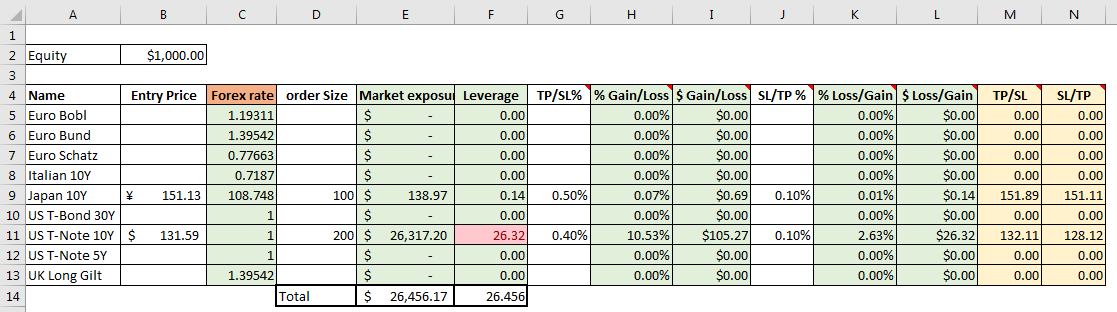 A B C D E F G H I J K L M N
1
2 Equity $1,000.00
3
4 Name Entry Price Forex rate order Size Market exposu Leverage TP/SL% % Gain/Loss $ Gain/Loss SL/TP % % Loss/Gain $ Loss/Gain TP/SL SL/TP
5 Euro Bobl 1.19311 $ - 0.00 0.00% $0.00 0.00% $0.00 0.00 0.00
6 Euro Bund 1.39542 $ - 0.00 0.00% $0.00 0.00% $0.00 0.00 0.00
7 Euro Schatz 0.77663 $ - 0.00 0.00% $0.00 0.00% $0.00 0.00 0.00
8 Italian 10Y 0.7187 $ - 0.00 0.00% $0.00 0.00% $0.00 0.00 0.00
9 Japan 10Y ¥ 151.13 108.748 100 $ 138.97 0.14 0.50% 0.07% $0.69 0.10% 0.01% $0.14 151.89 151.11
10 US T-Bond 30Y 1 $ - 0.00 0.00% $0.00 0.00% $0.00 0.00 0.00
11 US T-Note 10Y $ 131.59 1 200 $ 26,317.20 26.32 0.40% 10.53% $105.27 0.10% 2.63% $26.32 132.11 128.12
12 US T-Note 5Y 1 $ - 0.00 0.00% $0.00 0.00% $0.00 0.00 0.00
13 UK Long Gilt 1.39542 $ - 0.00 0.00% $0.00 0.00% $0.00 0.00 0.00
14 Total $ 26,456.17 26.456